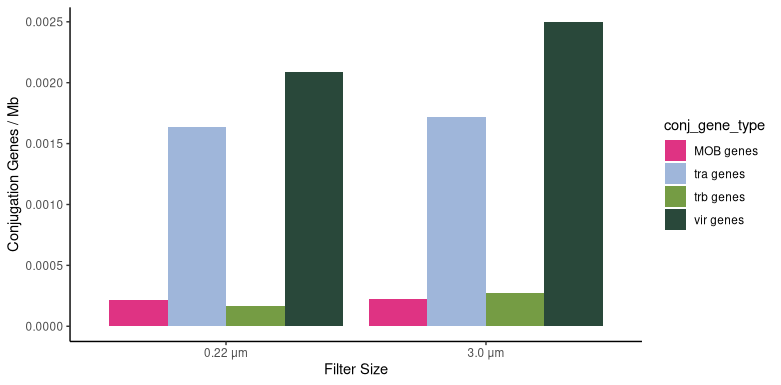 Conjugation Genes / Mb
0.0025
0.0020
0.0015
0.0010
0.0005
0.0000
0.22 μm
3.0 μm
Filter Size
conj_gene_type
MOB genes
tra genes
trb genes
vir genes